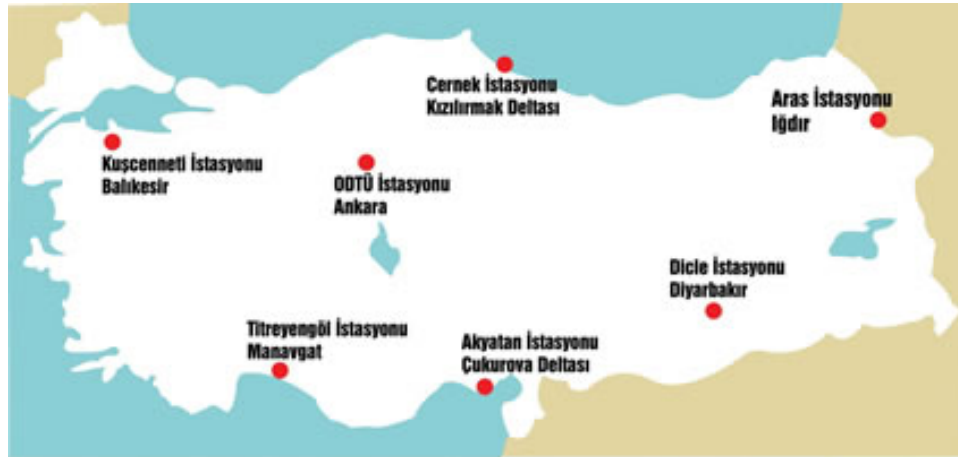 Cernek İstasyonu
Kızılırmak Deltası
Aras İstasyonu
Iğdır
Kuşcenneti İstasyonu
Balıkesir
ODTÜ İstasyonu
Ankara
Dicle İstasyonu
Diyarbakır
Titreyengöl İstasyonu
Manavgat
Akyatan İstasyonu
Çukurova Deltası